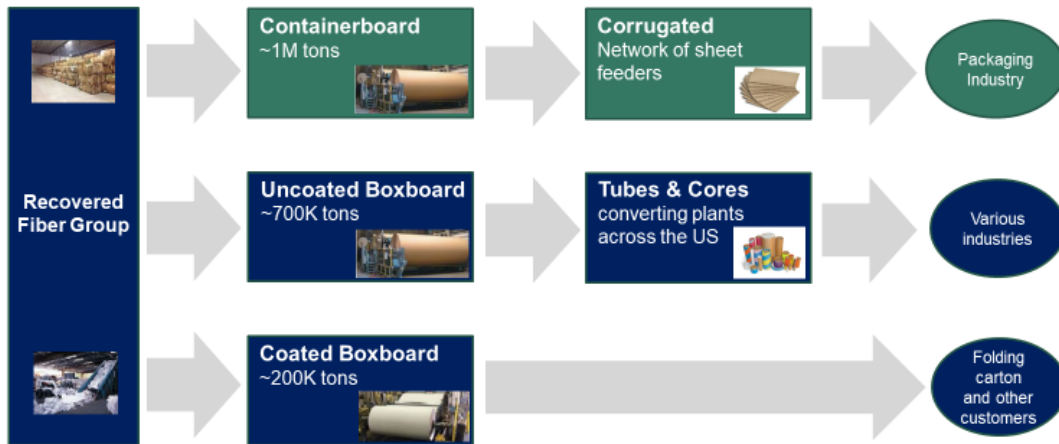 Recovered
Fiber Group
Containerboard
~1M tons
Corrugated
Network of sheet
feeders
Packaging
Industry
Uncoated Boxboard
~700K tons
Tubes & Cores
converting plants
across the US
Various
industries
Coated Boxboard
~200K tons
Folding
carton
and other
customers